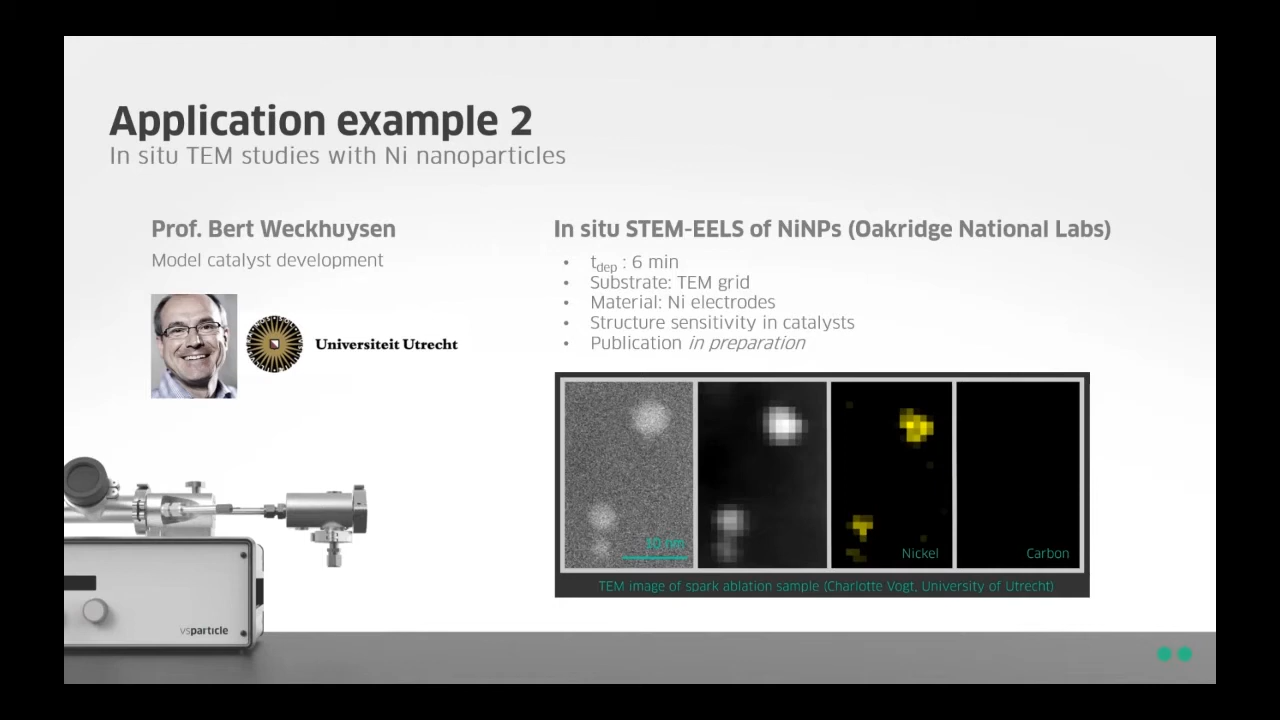 Application example 2
In situ TEM studies with Ni nanoparticles
Prof. Bert Weckhuysen
Model catalyst development
Universiteit Utrecht
In situ STEM-EELS of NiNPs (Oakridge National Labs)
• tdep : 6 min
• Substrate: TEM grid
• Material: Ni electrodes
• Structure sensitivity in catalysts
• Publication in preparation
nm
Nickel
Carbon
TEM image of spark ablation sample (Charlotte Vogt, University of Utrecht)
vsparticle